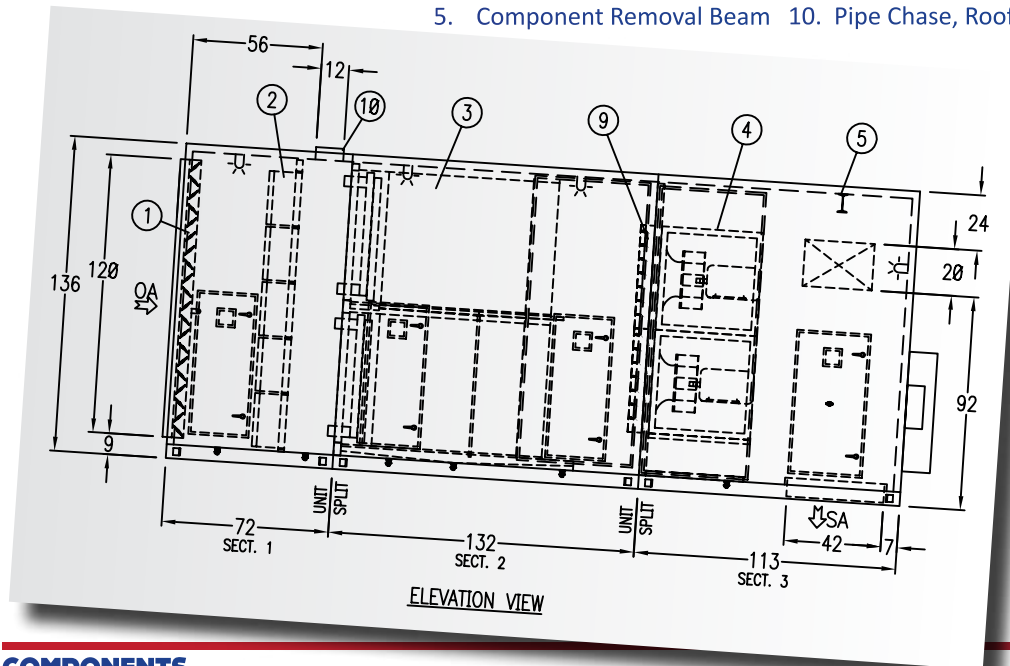 5. Component Removal Beam 10. Pipe Chase, Roof
56
12
2
10
3
9
4
5
1
24
20
136
120
OA
92
9
UNIT SPLIT
UNIT SPLIT
SA
72
SECT. 1
132
SECT. 2
42
7
113
SECT. 3
ELEVATION VIEW
COMPONENTS